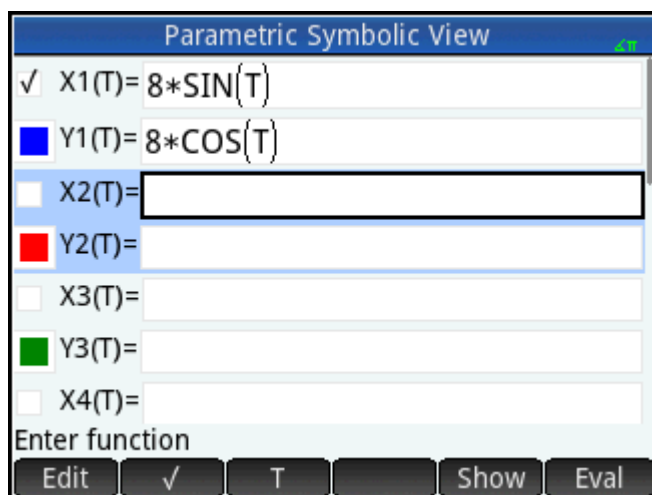 Parametric Symbolic View
∡π
√ X1(T)= 8*SIN(T)
Y1(T)= 8*COS(T)
X2(T)=
Y2(T)=
X3(T)=
Y3(T)=
X4(T)=
Enter function
Edit √ T Show Eval